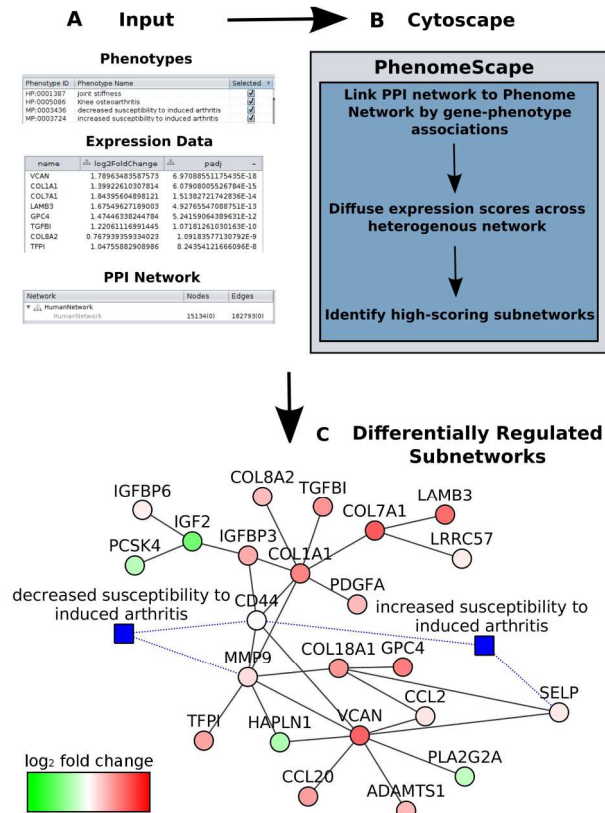 A Input
B Cytoscape
Phenotypes
Phenotype ID Phenotype Name Selected
HP:0001387 Joint stiffness
HP:0005086 Knee osteoarthritis
MP:0003436 decreased susceptibility to induced arthritis
MP:0003724 increased susceptibility to induced arthritis
Expression Data
name log2FoldChange padj
VCAN 1.78963483587573 6.97088551175435E-18
COL1A1 1.39922610307814 6.07908005526784E-15
COL7A1 1.84395604898121 1.51382721742836E-14
LAMB3 1.67549627189003 4.92765547088751E-13
GPC4 1.47446338244784 5.24159064389631E-12
TGFBI 1.22061116991445 1.07181261030163E-10
COL8A2 0.767939359334023 1.09183577130792E-9
TFPI 1.04755882908986 8.24354121666096E-8
PPI Network
Network Nodes Edges
HumanNetwork
HumanNetwork 15134(0) 182793(0)
PhenomeScape
Link PPI network to Phenome
Network by gene-phenotype
associations
Diffuse expression scores across
heterogenous network
Identify high-scoring subnetworks
C Differentially Regulated
Subnetworks
COL8A2
TGFBI
IGFBP6
COL7A1
LAMB3
IGF2
IGFBP3
PCSK4
COL1A1
LRRC57
PDGFA
decreased susceptibility to
induced arthritis
CD44
increased susceptibility to
induced arthritis
MMP9
COL18A1
GPC4
CCL2
SELP
TFPI
HAPLN1
VCAN
PLA2G2A
CCL20
ADAMTS1
log₂ fold change